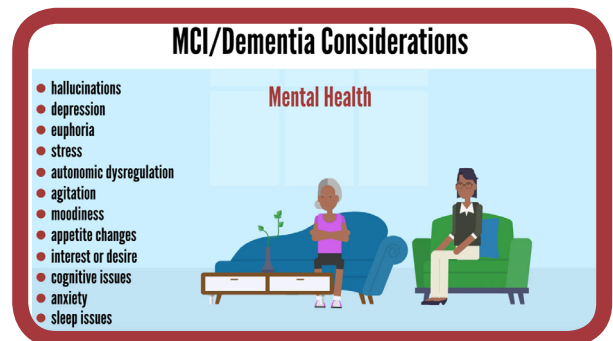 MCI/Dementia Considerations
Mental Health
hallucinations
depression
euphoria
stress
autonomic dysregulation
agitation
moodiness
appetite changes
interest or desire
cognitive issues
anxiety
sleep issues